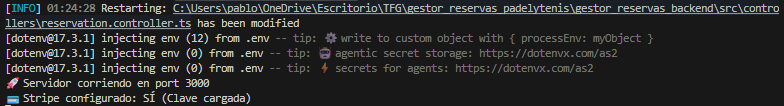 [INFO] 01:24:28 Restarting: C:\Users\pablo\OneDrive\Escritorio\TFG\gestor_reservas_padelytenis\gestor_reservas_backend\src\contro
llers\reservation.controller.ts has been modified
[dotenv@17.3.1] injecting env (12) from .env -- tip: ⚙️ write to custom object with { processEnv: myObject }
[dotenv@17.3.1] injecting env (0) from .env -- tip: 🤖 agentic secret storage: https://dotenvx.com/as2
[dotenv@17.3.1] injecting env (0) from .env -- tip: ⚡ secrets for agents: https://dotenvx.com/as2
🚀 Servidor corriendo en port 3000
💳 Stripe configurado: SÍ (Clave cargada)